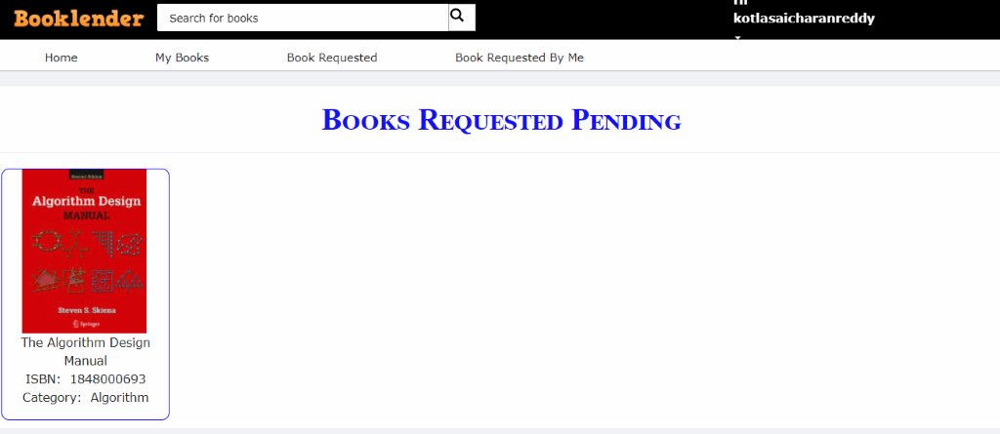 Booklender
Search for books
Hi
kotlasaicharanreddy
Home My Books Book Requested Book Requested By Me
Books Requested Pending
Second Edition
THE
Algorithm Design
MANUAL
Steven S. Skiena
Springer
The Algorithm Design
Manual
ISBN: 1848000693
Category: Algorithm